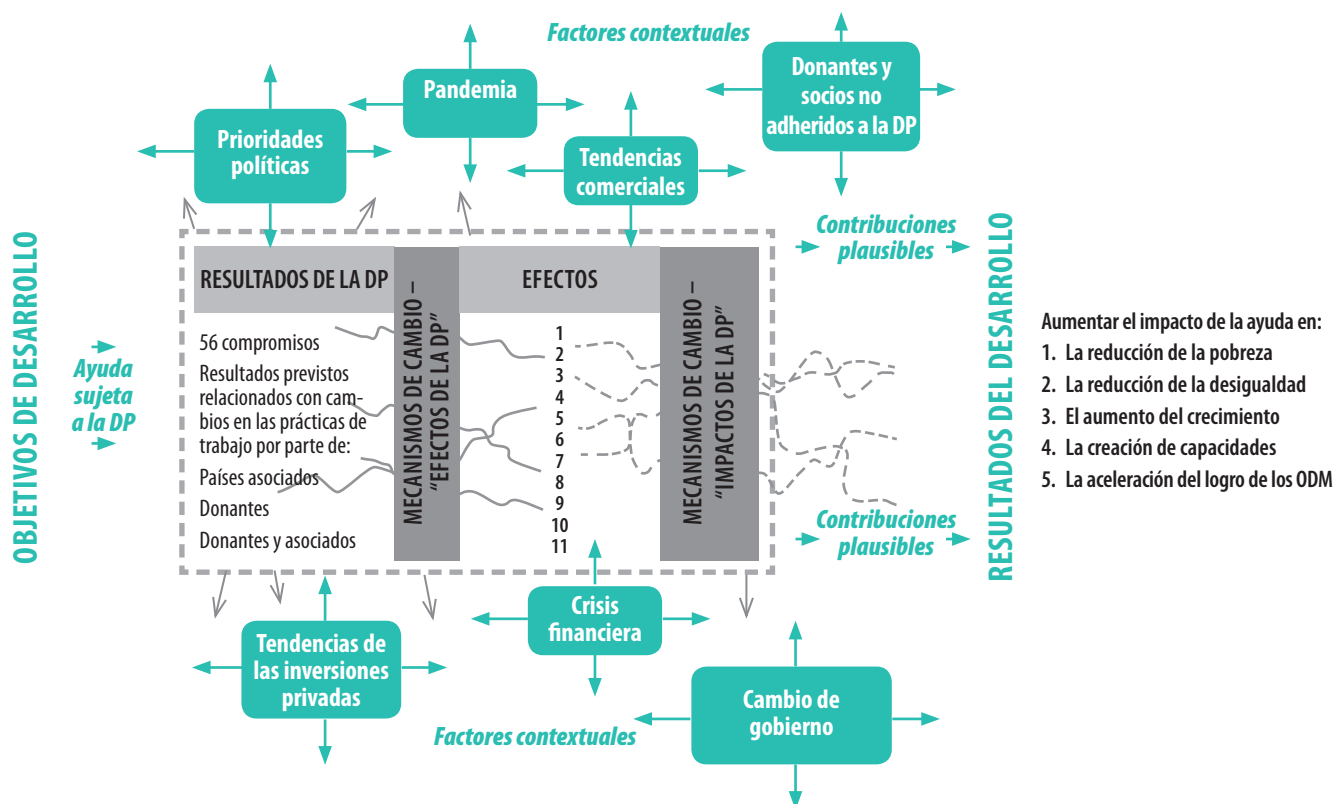 Factores contextuales
Prioridades
políticas
Pandemia
Tendencias
comerciales
Donantes y
socios no
adheridos a la DP
OBJETIVOS DE DESARROLLO
Ayuda
sujeta
a la DP
RESULTADOS DE LA DP
56 compromisos
Resultados previstos
relacionados con cam-
bios en las prácticas de
trabajo por parte de:
Países asociados
Donantes
Donantes y asociados
MECANISMOS DE CAMBIO –
“EFECTOS DE LA DP”
EFECTOS
1
2
3
4
5
6
7
8
9
10
11
MECANISMOS DE CAMBIO –
“IMPACTOS DE LA DP”
Contribuciones
plausibles
Contribuciones
plausibles
RESULTADOS DEL DESARROLLO
Aumentar el impacto de la ayuda en:
1. La reducción de la pobreza
2. La reducción de la desigualdad
3. El aumento del crecimiento
4. La creación de capacidades
5. La aceleración del logro de los ODM
Tendencias de
las inversiones
privadas
Crisis
financiera
Cambio de
gobierno
Factores contextuales